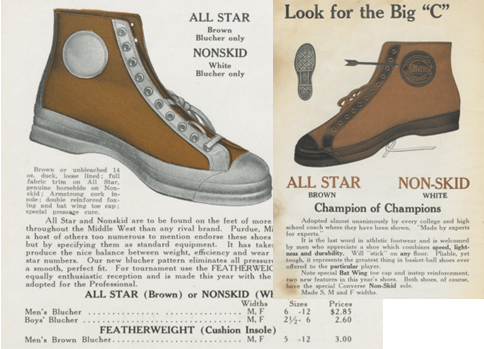 ALL STAR
Brown
Blucher only
NONSKID
White
Blucher only
Brown or unbleached 14
oz. duck, loose lined; full
fabric trim on All Star,
genuine horsehide on Non-
skid; Armstrong cork in-
sole; double reinforced fox-
ing and bat wing toe cap;
special pressure cure.
All Star and Nonskid are to be found on the feet of more
throughout the Middle West than any rival brand. Purdue, Mi
a host of others too numerous to mention endorse these shoes
but by specifying them as standard equipment. It has taken
produce the nice balance between weight, efficiency and wear
star numbers. Our new blucher pattern eliminates all pressure
a smooth, perfect fit. For tournament use the FEATHERWEIG
equally enthusiastic reception is made this year with the
adopted for the Professional.
ALL STAR (Brown) or NONSKID (WH
Widths Sizes Prices
Men's Blucher M, F 6 -12 $2.85
Boys' Blucher M, F 2½- 6 2.60
FEATHERWEIGHT (Cushion Insole)
Men's Brown Blucher M, F 5 -12 3.00
Look for the Big "C"
ALL STAR NON-SKID
BROWN WHITE
Champion of Champions
Adopted almost unanimously by every college and high
school coach where they have been shown. "Made by experts
for experts."
It is the last word in athletic footwear and is welcomed
by men who appreciate a shoe which combines speed, light-
ness and durability. Will "stick" on any floor. Pliable, yet
tough, it represents the greatest thing in basket-ball shoes ever
offered to the particular player.
Note special Bat Wing toe cap and instep reinforcement,
two new features in this year's shoes. Both shoes, of course,
have the special Converse Non-Skid sole.
Made S, M and F widths.